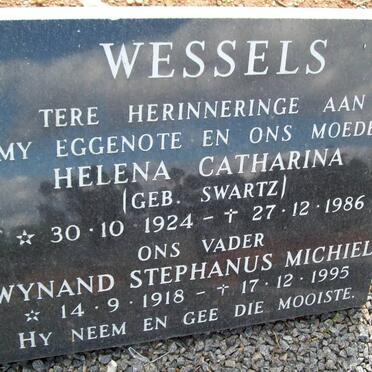 WESSELS
TERE HERINNERINGE AAN
MY EGGENOTE EN ONS MOEDE
HELENA CATHARINA
(GEB. SWARTZ)
☆ 30·10 1924 – † 27·12·1986
ONS VADER
WYNAND STEPHANUS MICHIEL
☆ 14·9·1918 – † 17·12·1995
HY NEEM EN GEE DIE MOOISTE.